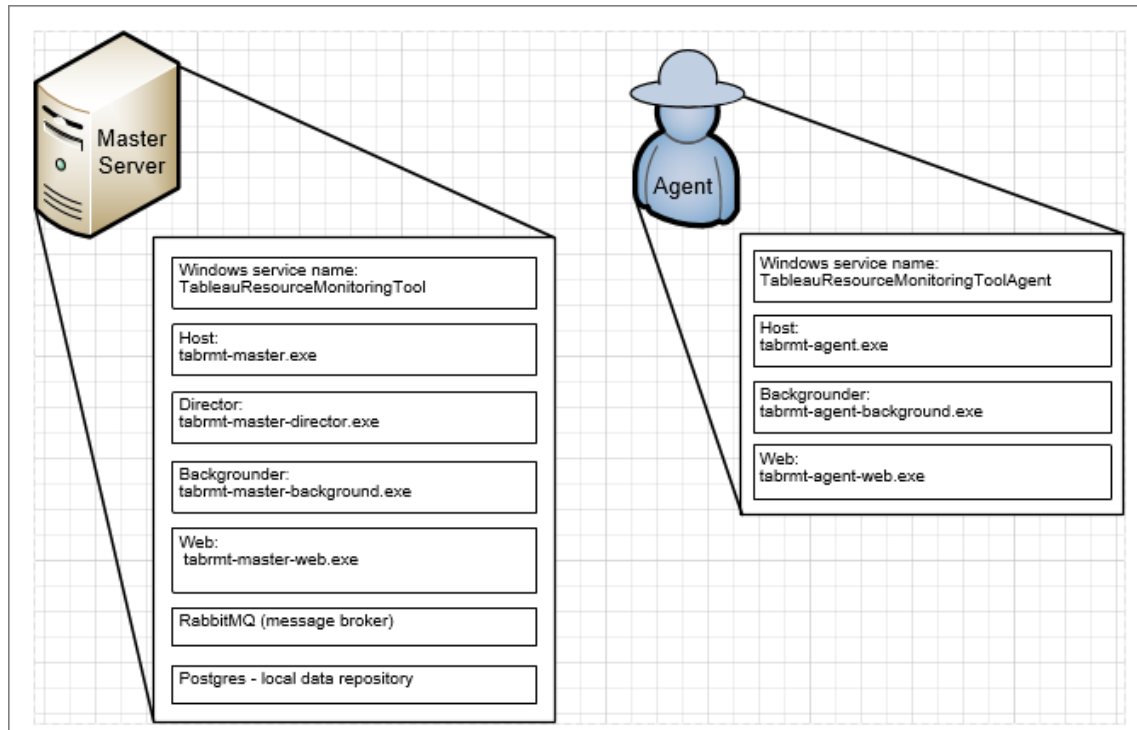 Master
Server
Windows service name:
TableauResourceMonitoringTool
Host:
tabrmt-master.exe
Director:
tabrmt-master-director.exe
Backgrounder:
tabrmt-master-background.exe
Web:
tabrmt-master-web.exe
RabbitMQ (message broker)
Postgres - local data repository
Agent
Windows service name:
TableauResourceMonitoringToolAgent
Host:
tabrmt-agent.exe
Backgrounder:
tabrmt-agent-background.exe
Web:
tabrmt-agent-web.exe